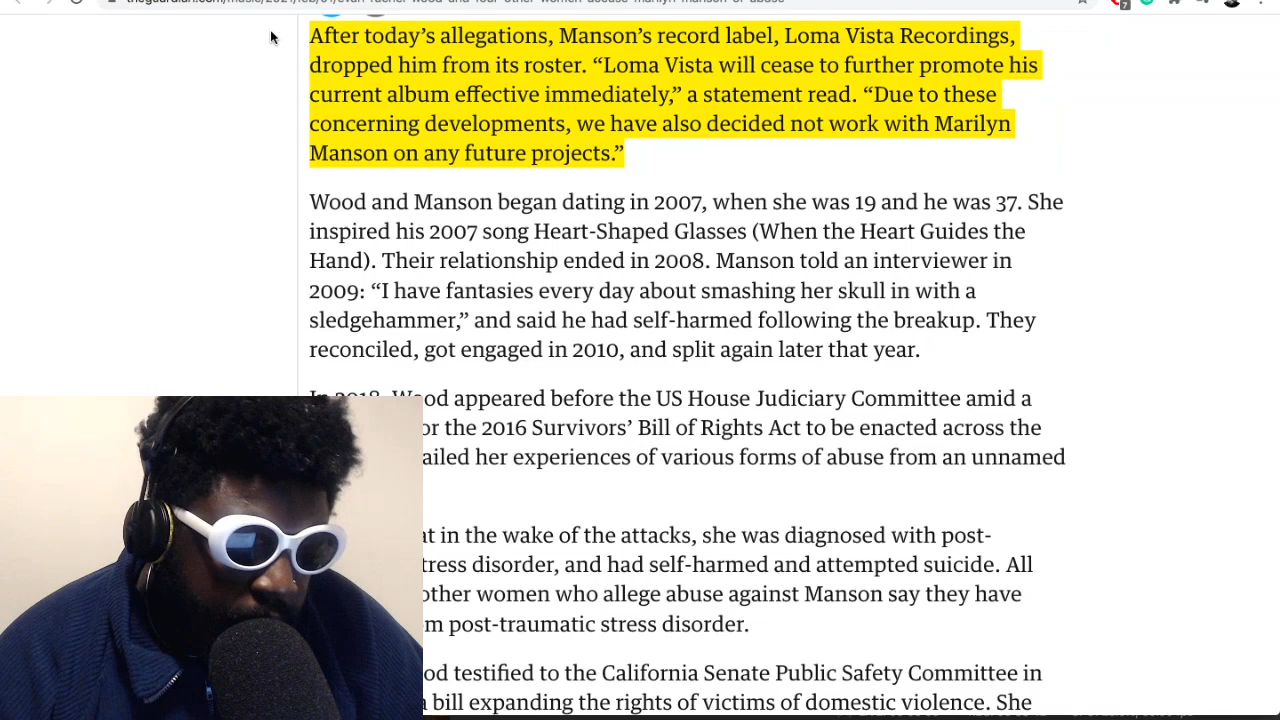 After today’s allegations, Manson’s record label, Loma Vista Recordings,
dropped him from its roster. “Loma Vista will cease to further promote his
current album effective immediately,” a statement read. “Due to these
concerning developments, we have also decided not work with Marilyn
Manson on any future projects.”
Wood and Manson began dating in 2007, when she was 19 and he was 37. She
inspired his 2007 song Heart-Shaped Glasses (When the Heart Guides the
Hand). Their relationship ended in 2008. Manson told an interviewer in
2009: “I have fantasies every day about smashing her skull in with a
sledgehammer,” and said he had self-harmed following the breakup. They
reconciled, got engaged in 2010, and split again later that year.
In 2018, Wood appeared before the US House Judiciary Committee amid a
or the 2016 Survivors’ Bill of Rights Act to be enacted across the
ailed her experiences of various forms of abuse from an unnamed
at in the wake of the attacks, she was diagnosed with post-
tress disorder, and had self-harmed and attempted suicide. All
other women who allege abuse against Manson say they have
m post-traumatic stress disorder.
od testified to the California Senate Public Safety Committee in
bill expanding the rights of victims of domestic violence. She